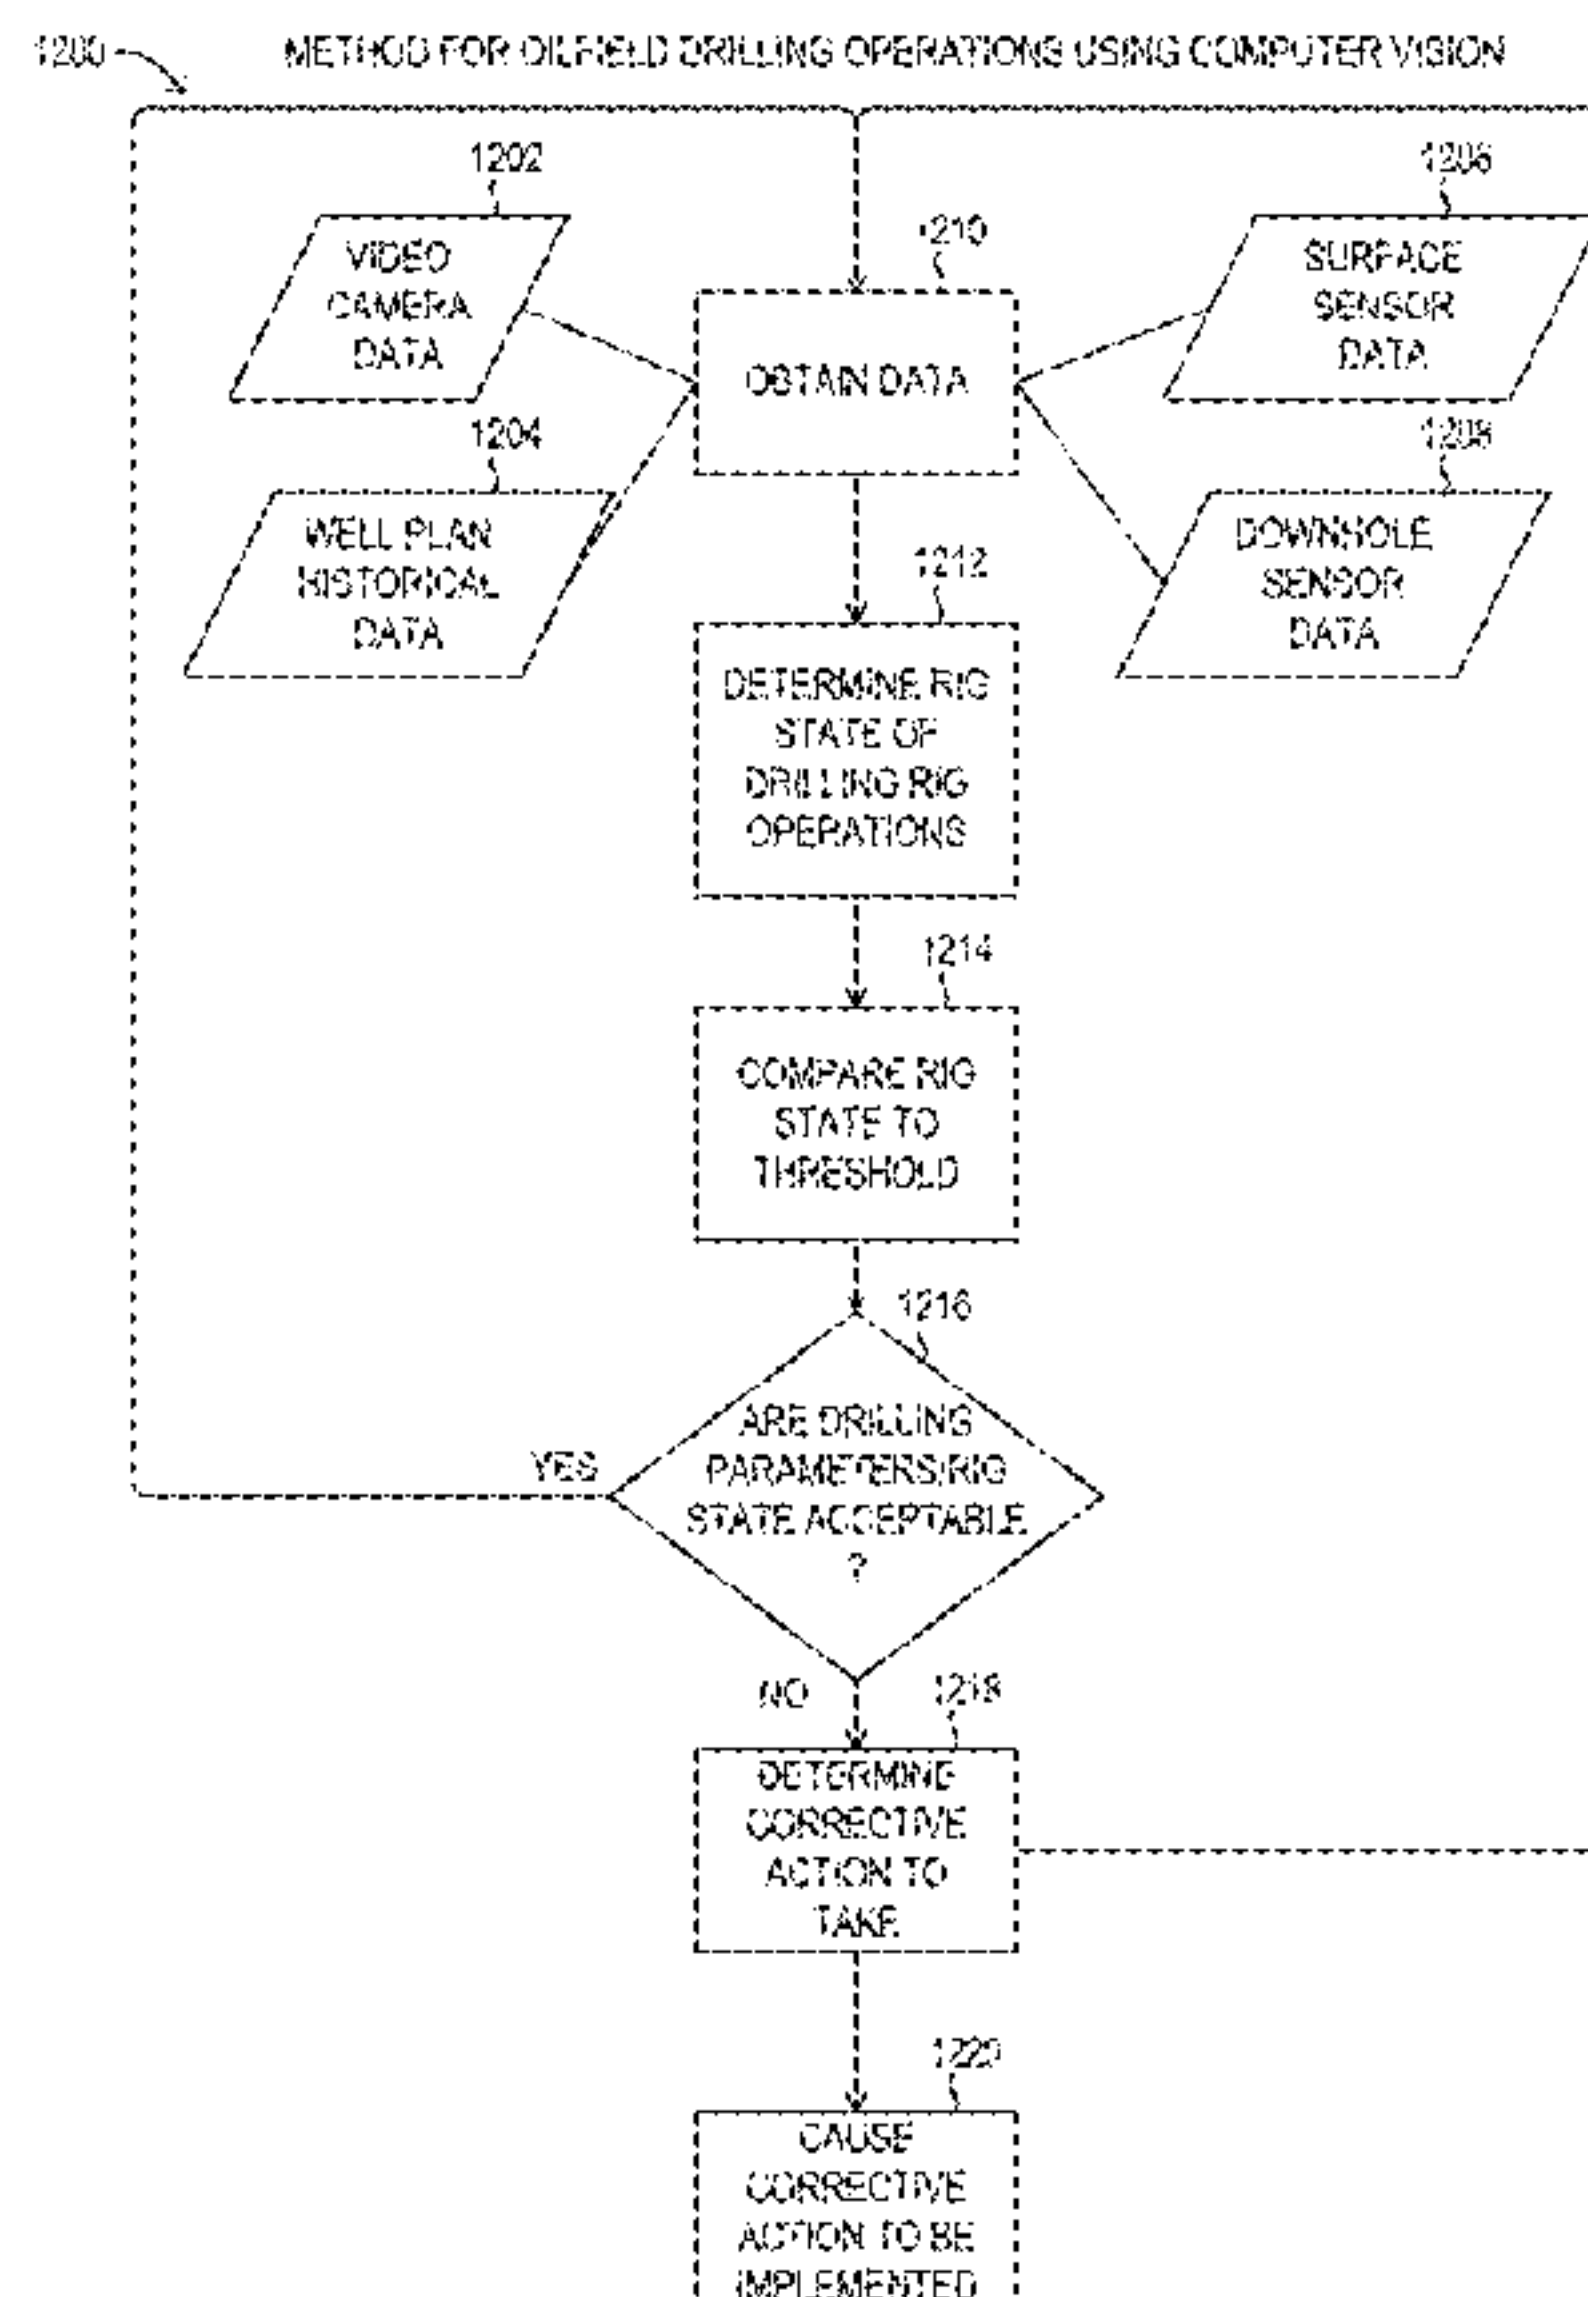 1200
METHOD FOR OILFIELD DRILLING OPERATIONS USING COMPUTER VISION
1202
VIDEO
CAMERA
DATA
1204
WELL PLAN
HISTORICAL
DATA
1210
OBTAIN DATA
1206
SURFACE
SENSOR
DATA
1208
DOWNHOLE
SENSOR
DATA
1212
DETERMINE RIG
STATE OF
DRILLING RIG
OPERATIONS
1214
COMPARE RIG
STATE TO
THRESHOLD
1216
ARE DRILLING
PARAMETERS/RIG
STATE ACCEPTABLE
?
YES
NO
1218
DETERMINE
CORRECTIVE
ACTION TO
TAKE
1220
CAUSE
CORRECTIVE
ACTION TO BE
IMPLEMENTED